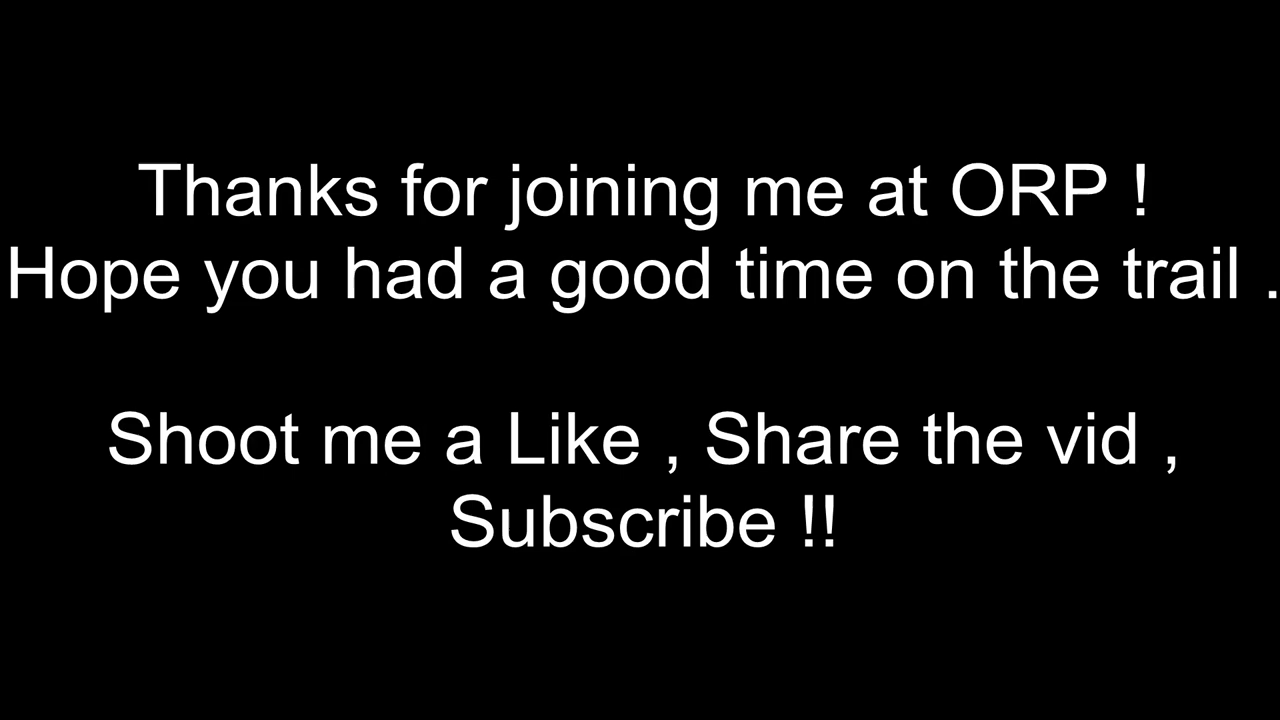 Thanks for joining me at ORP !
Hope you had a good time on the trail .
Shoot me a Like , Share the vid ,
Subscribe !!